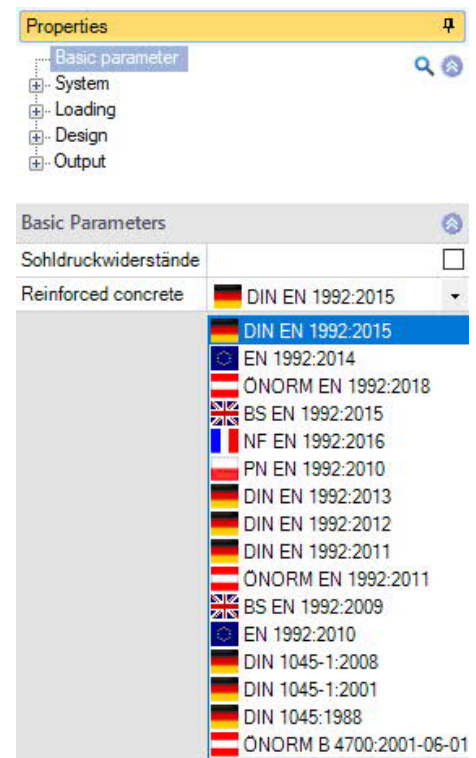 Properties
Basic parameter
System
Loading
Design
Output
Basic Parameters
Sohldruckwiderstände
Reinforced concrete DIN EN 1992:2015
DIN EN 1992:2015
EN 1992:2014
ÖNORM EN 1992:2018
BS EN 1992:2015
NF EN 1992:2016
PN EN 1992:2010
DIN EN 1992:2013
DIN EN 1992:2012
DIN EN 1992:2011
ÖNORM EN 1992:2011
BS EN 1992:2009
EN 1992:2010
DIN 1045-1:2008
DIN 1045-1:2001
DIN 1045:1988
ÖNORM B 4700:2001-06-01